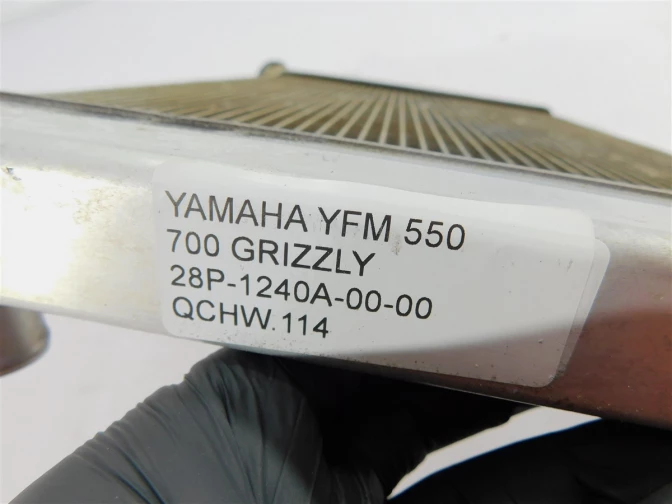 YAMAHA YFM 550
700 GRIZZLY
28P-1240A-00-00
QCHW.114